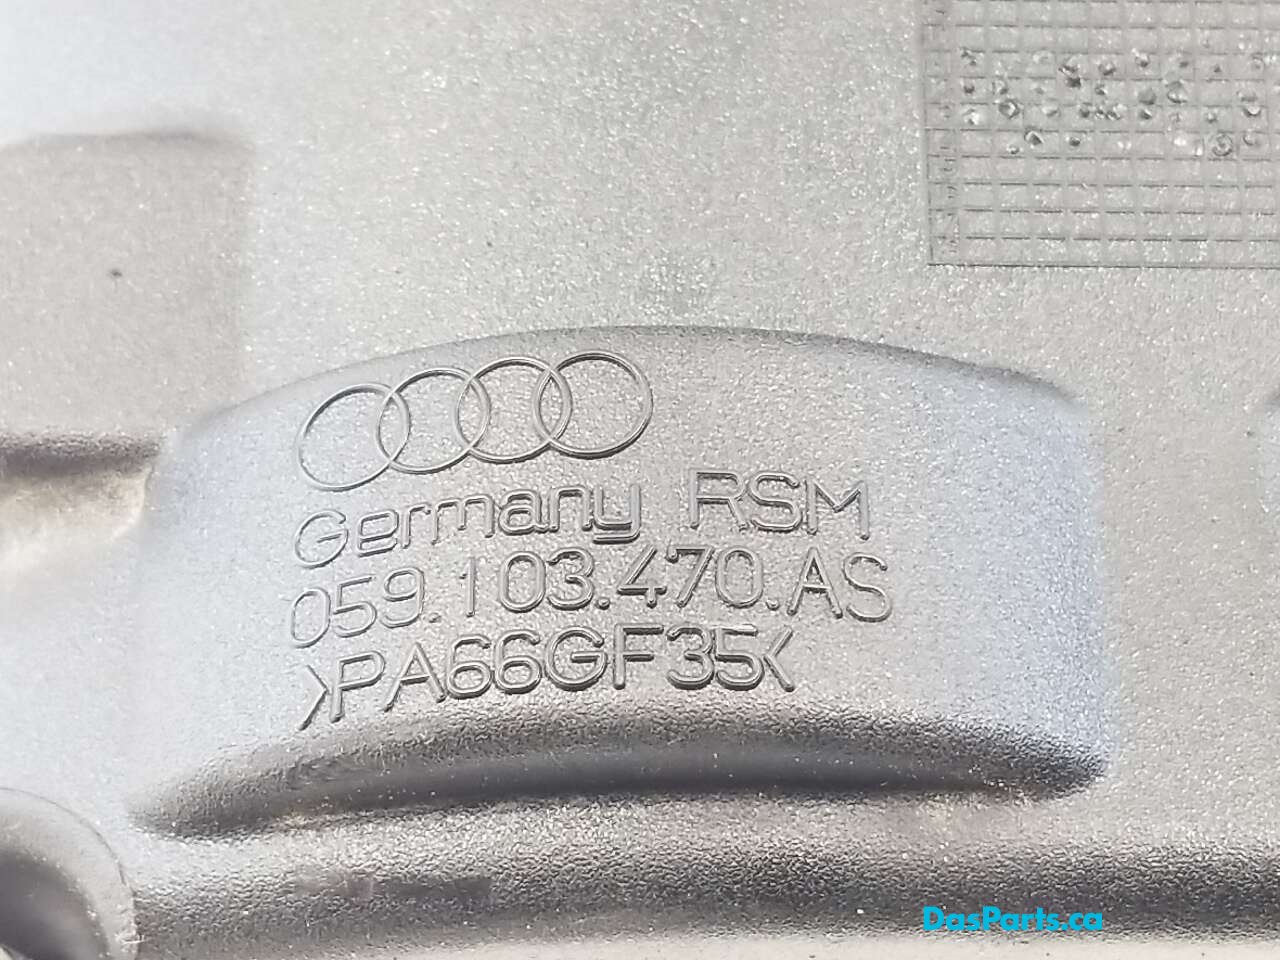 Germany RSM
059.103.470.AS
>PA66GF35<
DasParts.ca